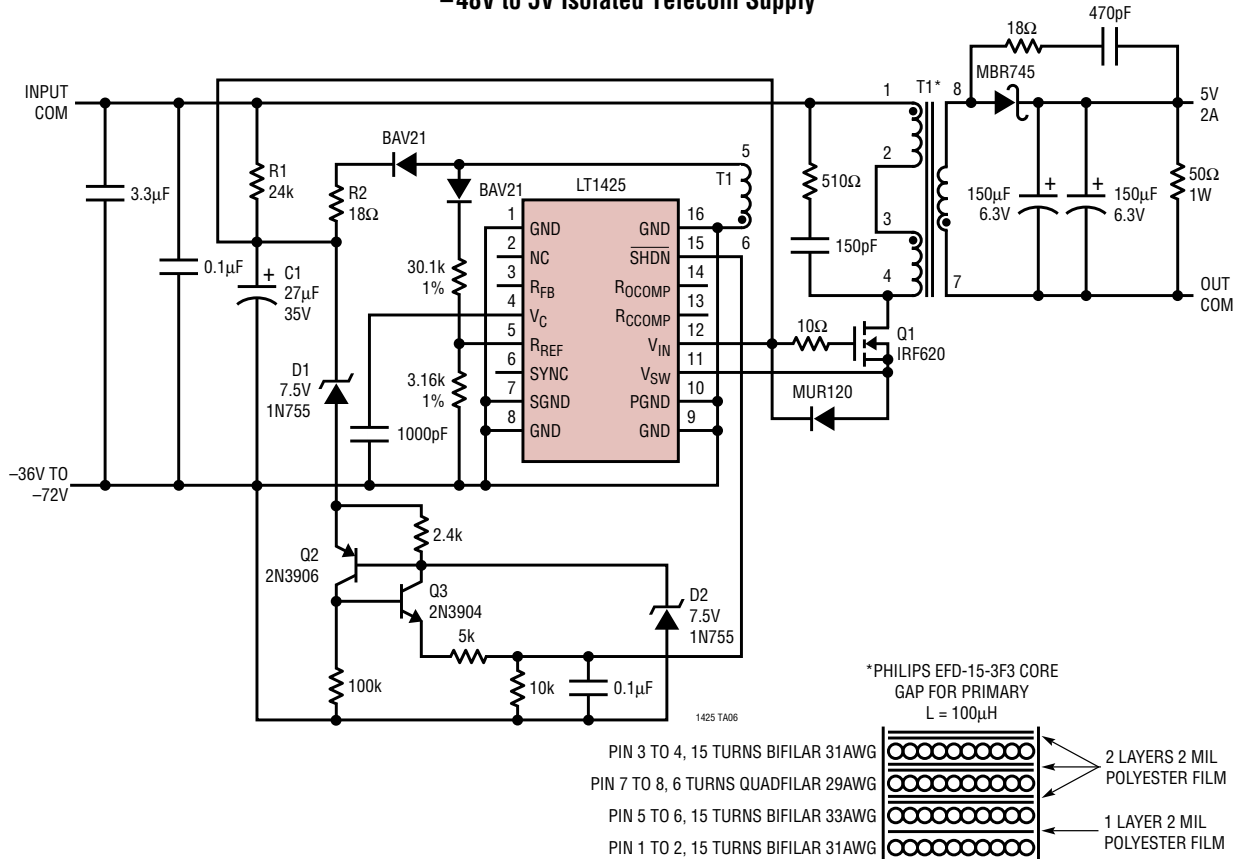 –48V to 5V Isolated Telecom Supply
470pF
18Ω
MBR745
INPUT
COM
1
T1*
8
5V
2A
BAV21
5
R1
24k
R2
18Ω
BAV21
LT1425
T1
2
510Ω
50Ω
1W
3.3µF
1
GND
GND
16
150µF
6.3V
+
+
150µF
6.3V
2
NC
SHDN
15
6
3
0.1µF
+
C1
27µF
35V
30.1k
1%
3
RFB
ROCOMP
14
150pF
4
VC
RCCOMP
13
4
7
OUT
COM
5
RREF
VIN
12
10Ω
Q1
IRF620
D1
7.5V
1N755
6
SYNC
VSW
11
3.16k
1%
7
SGND
PGND
10
MUR120
1000pF
8
GND
GND
9
–36V TO
–72V
2.4k
Q2
2N3906
Q3
2N3904
D2
7.5V
1N755
5k
100k
10k
0.1µF
1425 TA06
*PHILIPS EFD-15-3F3 CORE
GAP FOR PRIMARY
L = 100µH
PIN 3 TO 4, 15 TURNS BIFILAR 31AWG
2 LAYERS 2 MIL
POLYESTER FILM
PIN 7 TO 8, 6 TURNS QUADFILAR 29AWG
PIN 5 TO 6, 15 TURNS BIFILAR 33AWG
1 LAYER 2 MIL
POLYESTER FILM
PIN 1 TO 2, 15 TURNS BIFILAR 31AWG